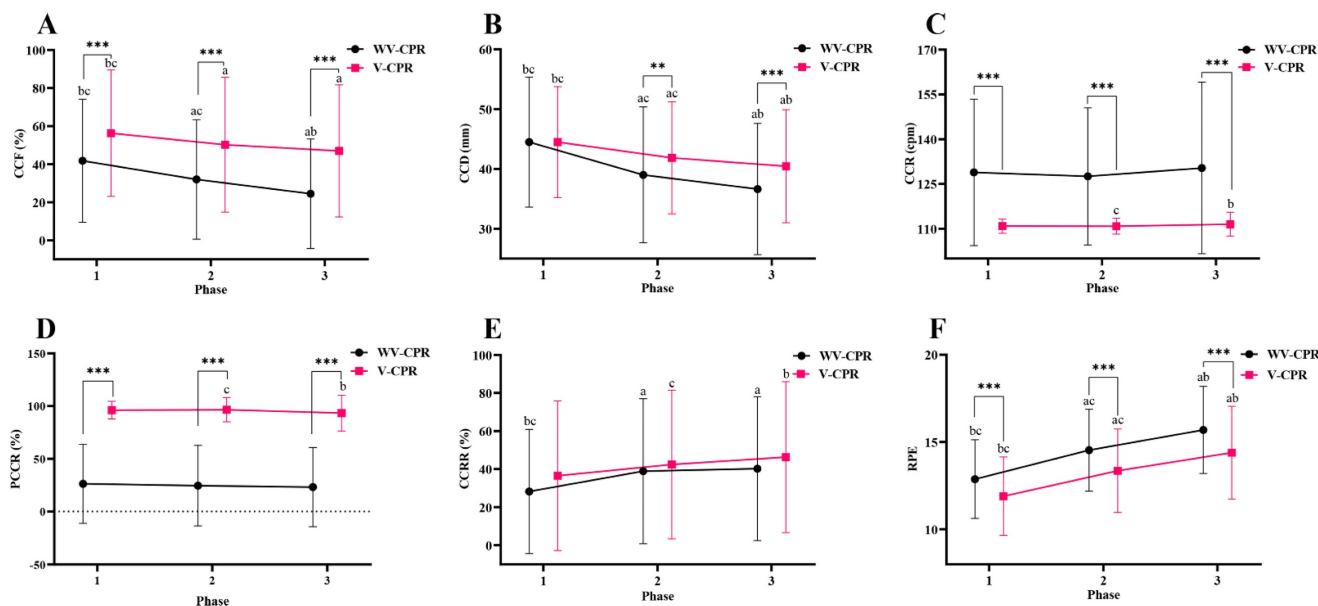 A
WV-CPR
V-CPR
CCF (%)
100
80
60
40
20
0
***
***
***
bc
bc
ac
a
ab
a
1
2
3
Phase
B
WV-CPR
V-CPR
CCD (mm)
60
50
40
30
**
***
bc
bc
ac
ac
ab
ab
1
2
3
Phase
C
WV-CPR
V-CPR
CCR (cpm)
170
155
140
125
110
***
***
***
c
b
1
2
3
Phase
D
WV-CPR
V-CPR
PCCR (%)
150
100
50
0
-50
***
***
***
c
b
1
2
3
Phase
E
WV-CPR
V-CPR
CCRR (%)
100
80
60
40
20
0
bc
a
c
a
b
1
2
3
Phase
F
WV-CPR
V-CPR
RPE
20
15
10
***
***
***
bc
bc
ac
ac
ab
ab
1
2
3
Phase